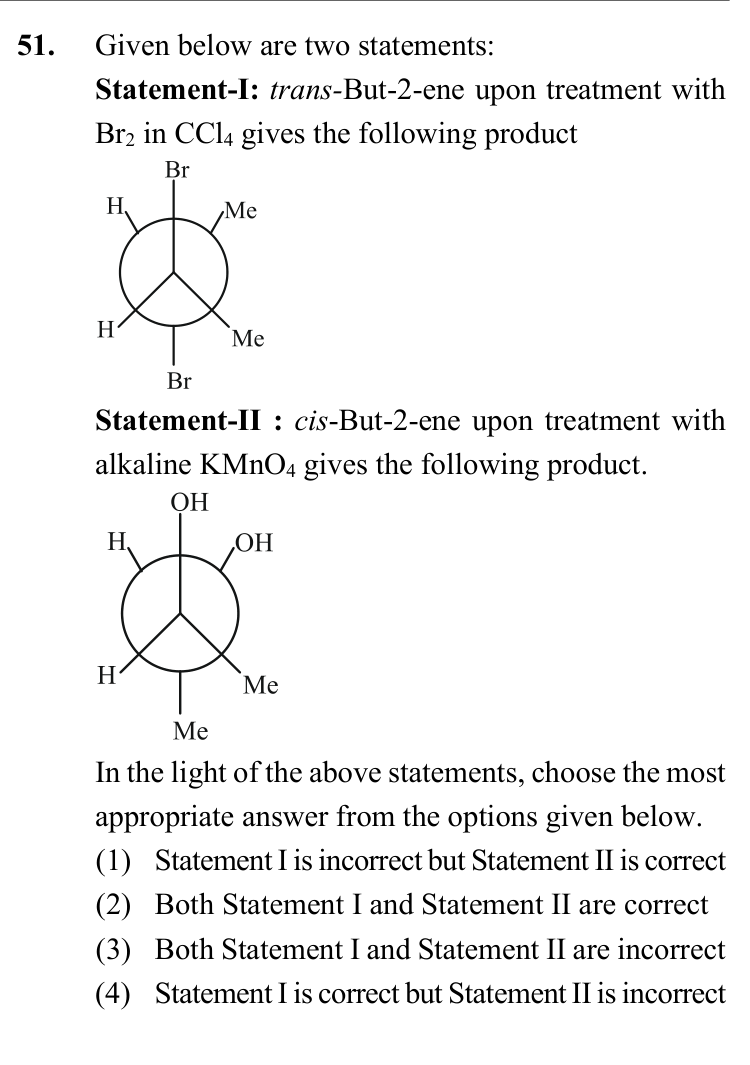 51. Given below are two statements:
Statement-I: trans-But-2-ene upon treatment with
Br₂ in CCl₄ gives the following product
Br
H Me
H Me
Br
Statement-II : cis-But-2-ene upon treatment with
alkaline KMnO₄ gives the following product.
OH
H OH
H Me
Me
In the light of the above statements, choose the most
appropriate answer from the options given below.
(1) Statement I is incorrect but Statement II is correct
(2) Both Statement I and Statement II are correct
(3) Both Statement I and Statement II are incorrect
(4) Statement I is correct but Statement II is incorrect